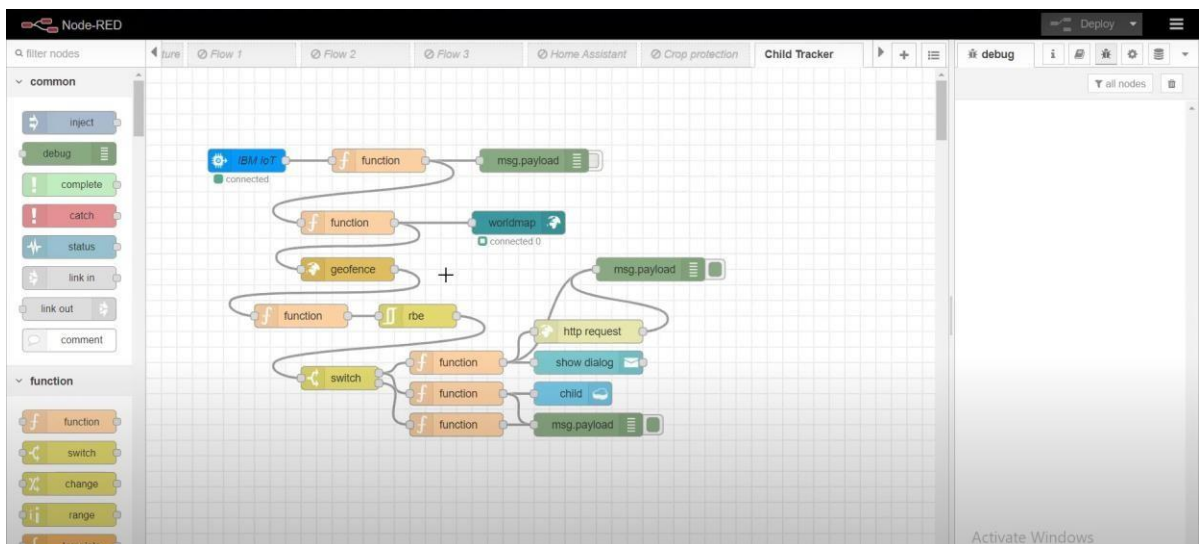 Node-RED
Deploy
filter nodes
ture
Flow 1
Flow 2
Flow 3
Home Assistant
Crop protection
Child Tracker
debug
i
all nodes
common
inject
debug
complete
catch
status
link in
link out
comment
function
function
switch
change
range
template
IBM IoT
connected
function
msg.payload
function
worldmap
connected 0
geofence
msg.payload
function
rbe
http request
switch
function
show dialog
function
child
function
msg.payload
Activate Windows